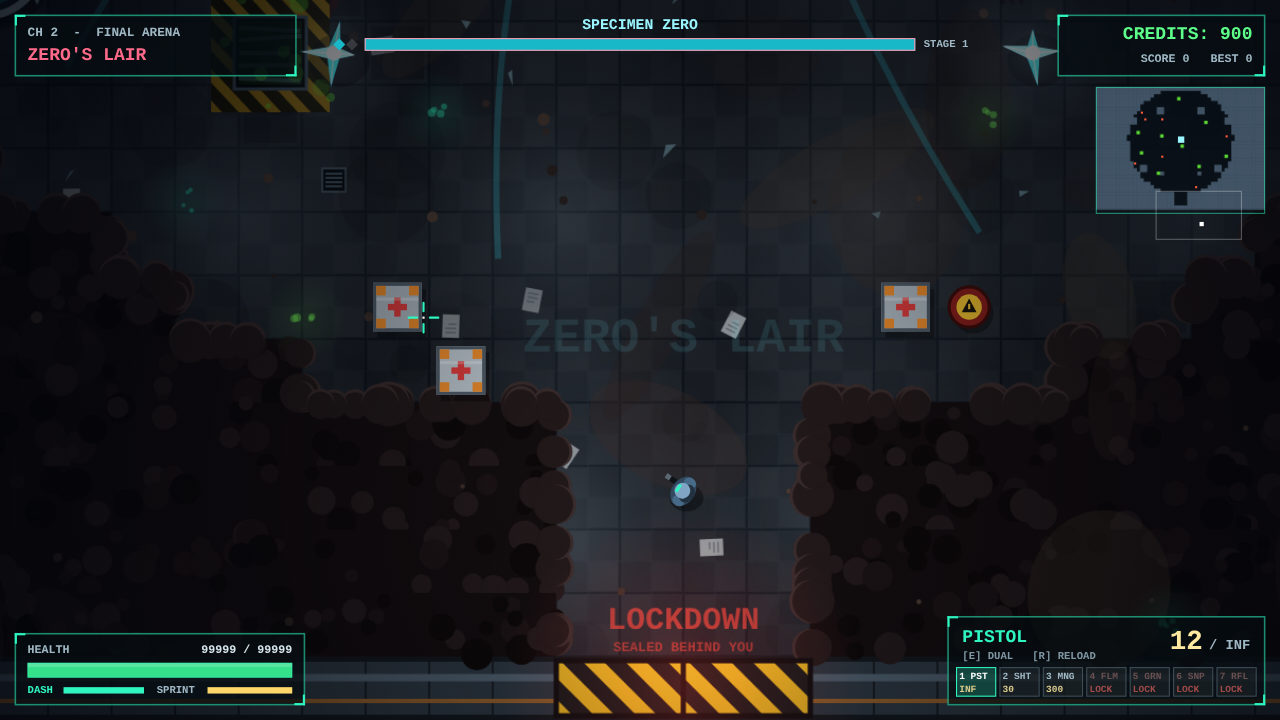 CH 2 - FINAL ARENA
ZERO'S LAIR
SPECIMEN ZERO
STAGE 1
CREDITS: 900
SCORE 0 BEST 0
ZERO'S LAIR
LOCKDOWN
SEALED BEHIND YOU
HEALTH 99999 / 99999
DASH SPRINT
PISTOL 12 / INF
[E] DUAL [R] RELOAD
1 PST 2 SHT 3 MNG 4 FLM 5 GRN 6 SNP 7 RFL
INF 30 300 LOCK LOCK LOCK LOCK